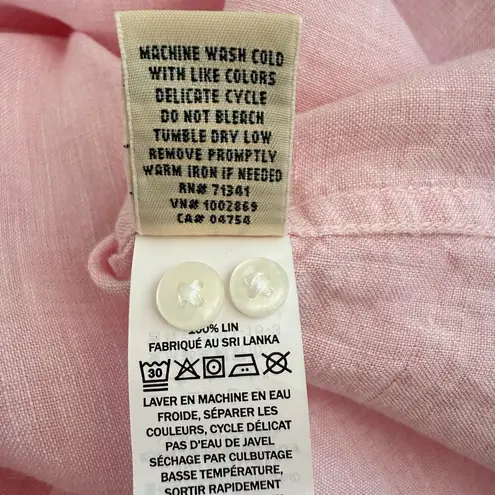 MACHINE WASH COLD
WITH LIKE COLORS
DELICATE CYCLE
DO NOT BLEACH
TUMBLE DRY LOW
REMOVE PROMPTLY
WARM IRON IF NEEDED
RN# 71341
VN# 1002869
CA# 04754
100% LIN
FABRIQUÉ AU SRI LANKA
30
LAVER EN MACHINE EN EAU
FROIDE, SÉPARER LES
COULEURS, CYCLE DÉLICAT
PAS D'EAU DE JAVEL
SÉCHAGE PAR CULBUTAGE
BASSE TEMPÉRATURE,
SORTIR RAPIDEMENT